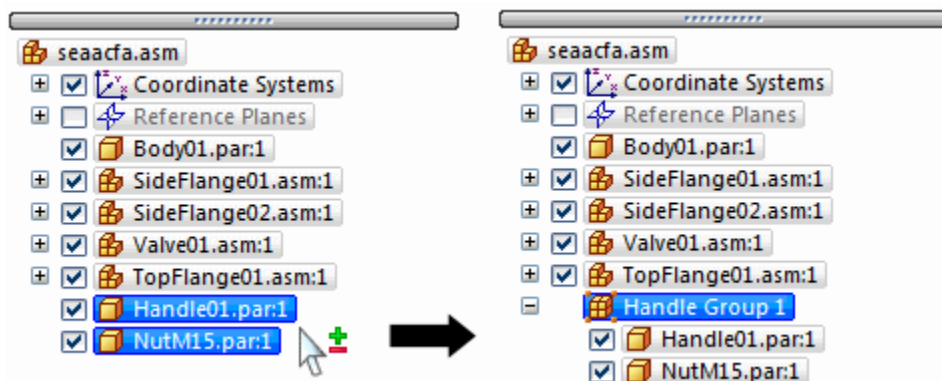 seaacfa.asm
Coordinate Systems
Reference Planes
Body01.par:1
SideFlange01.asm:1
SideFlange02.asm:1
Valve01.asm:1
TopFlange01.asm:1
Handle01.par:1
NutM15.par:1
seaacfa.asm
Coordinate Systems
Reference Planes
Body01.par:1
SideFlange01.asm:1
SideFlange02.asm:1
Valve01.asm:1
TopFlange01.asm:1
Handle Group 1
Handle01.par:1
NutM15.par:1